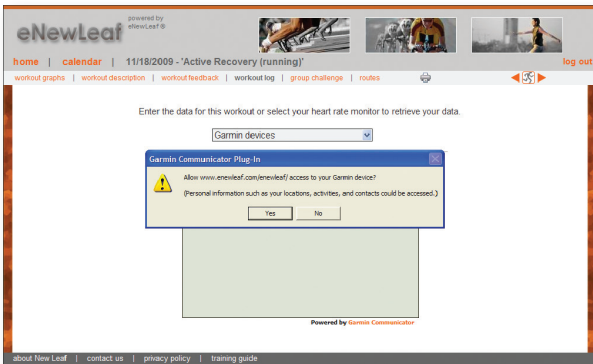 eNewLeaf
powered by
eNewLeaf ®
home | calendar | 11/18/2009 - 'Active Recovery (running)'
log out
workout graphs | workout description | workout feedback | workout log | group challenge | routes
Enter the data for this workout or select your heart rate monitor to retrieve your data.
Garmin devices
Garmin Communicator Plug-In
Allow www.enewleaf.com/enewleaf/ access to your Garmin device?
(Personal information such as your locations, activities, and contacts could be accessed.)
Yes No
Powered by Garmin Communicator
about New Leaf | contact us | privacy policy | training guide